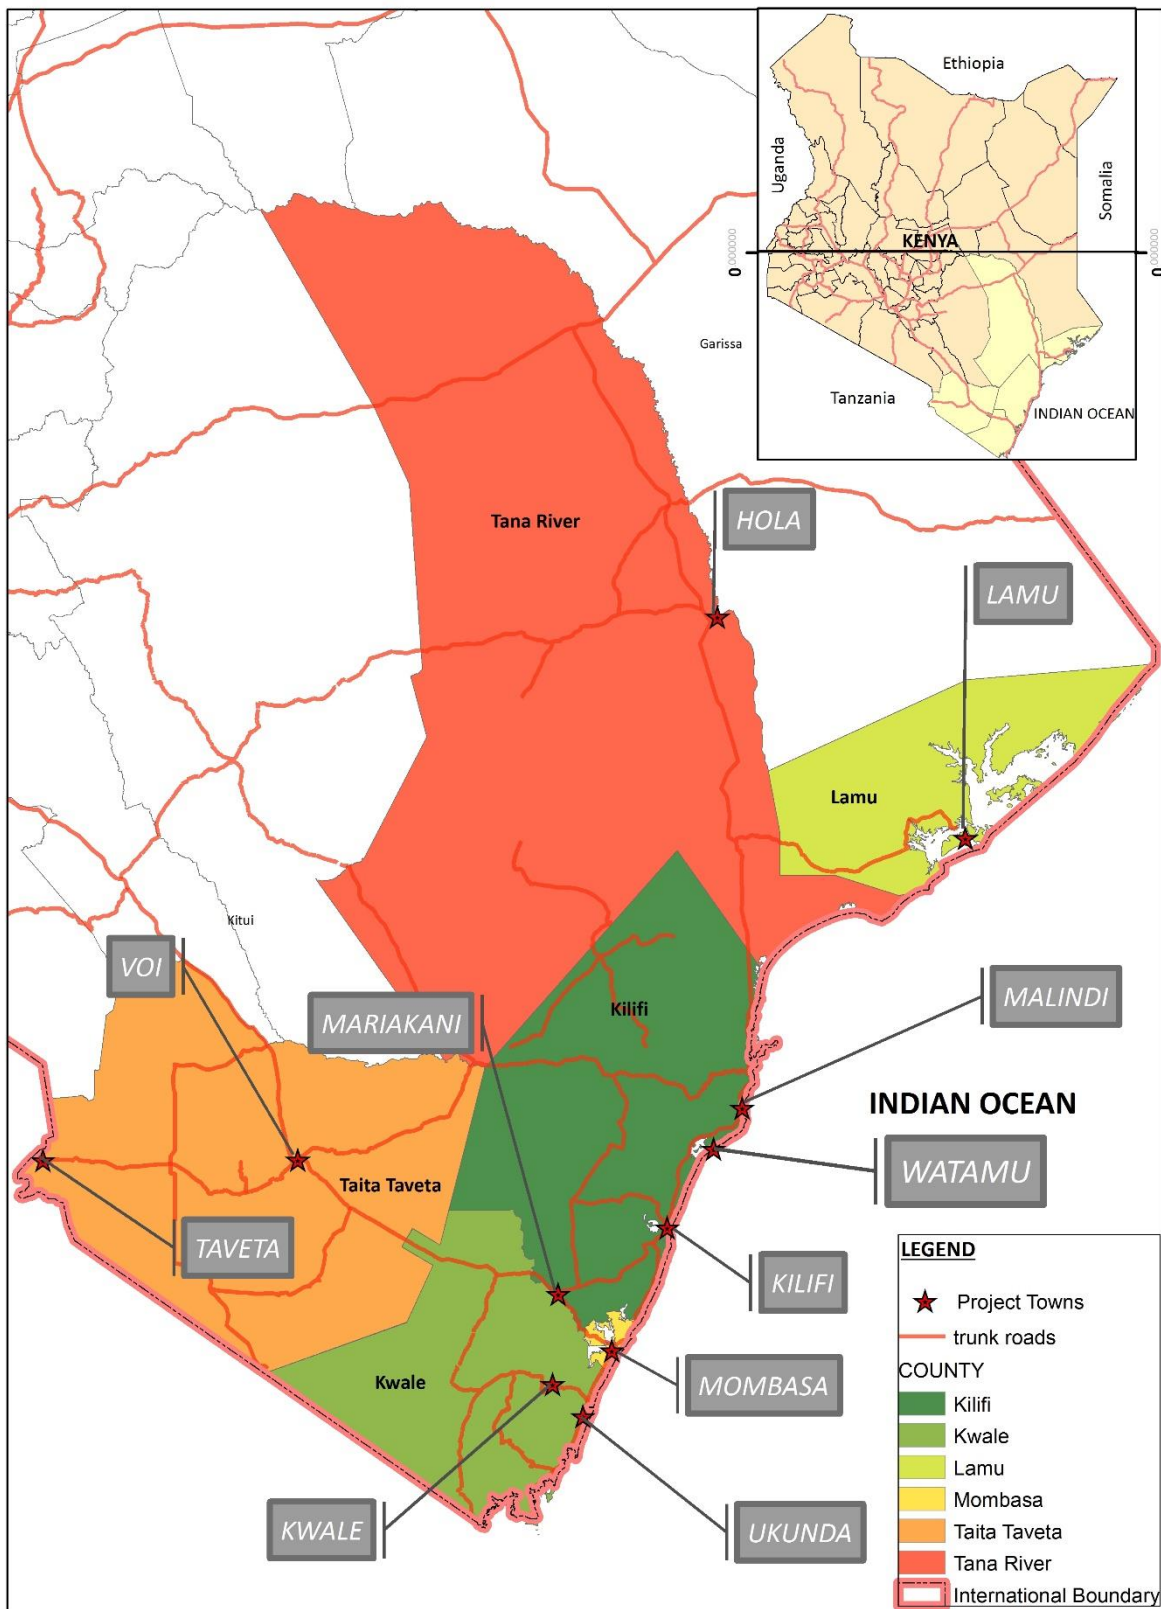 Ethiopia
Uganda
Somalia
KENYA
0
000000
0
000000
Tanzania
INDIAN OCEAN
Garissa
Tana River
HOLA
LAMU
Lamu
Kitui
VOI
MARIAKANI
Kilifi
MALINDI
INDIAN OCEAN
WATAMU
Taita Taveta
TAVETA
KILIFI
Kwale
MOMBASA
KWALE
UKUNDA
LEGEND
Project Towns
trunk roads
COUNTY
Kilifi
Kwale
Lamu
Mombasa
Taita Taveta
Tana River
International Boundary